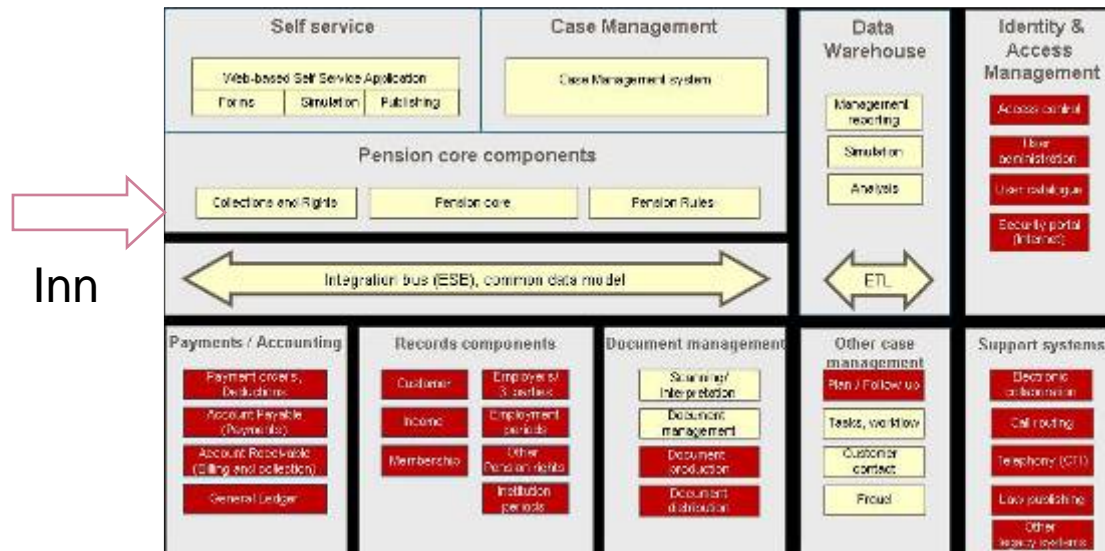 Self service
Case Management
Data
Warehouse
Identity &
Access
Management
Web-based Self Service Application
Forms
Simulation
Publishing
Case Management system
Management
reporting
Simulation
Analysis
Access control
User
administration
User catalogue
Security portal
(Internet)
Pension core components
Collections and Rights
Pension core
Pension Rules
Inn
Integration bus (ESB), common data model
ETL
Payments / Accounting
Records components
Document management
Other case
management
Support systems
Payment orders,
Deductions
Account Payable
(Payments)
Account Receivable
(Billing and collection)
General Ledger
Customer
Income
Membership
Employers/
3. parties
Employment
periods
Other
Pension rights
Institution
periods
Scanning/
interpretation
Document
management
Document
production
Document
distribution
Plan / Follow up
Tasks, workflow
Customer
contact
Fraud
Electronic
collaboration
Call routing
Telephony (CTI)
Law publishing
Other
legacy systems